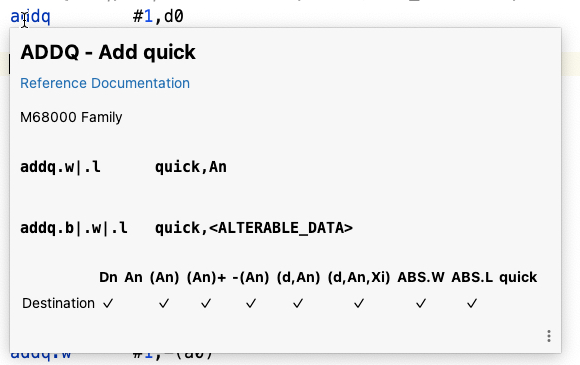 addq #1,d0
ADDQ - Add quick
Reference Documentation
M68000 Family
addq.w|.l quick,An
addq.b|.w|.l quick,<ALTERABLE_DATA>
Dn An (An) (An)+ -(An) (d,An) (d,An,Xi) ABS.W ABS.L quick
Destination ✓ ✓ ✓ ✓ ✓ ✓ ✓ ✓
addq.w #1,-(a0)